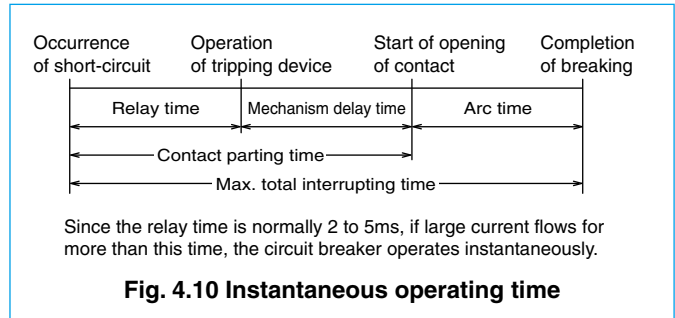 Occurrence of short-circuit
Operation of tripping device
Start of opening of contact
Completion of breaking
Relay time
Mechanism delay time
Arc time
Contact parting time
Max. total interrupting time
Since the relay time is normally 2 to 5ms, if large current flows for
more than this time, the circuit breaker operates instantaneously.
Fig. 4.10 Instantaneous operating time